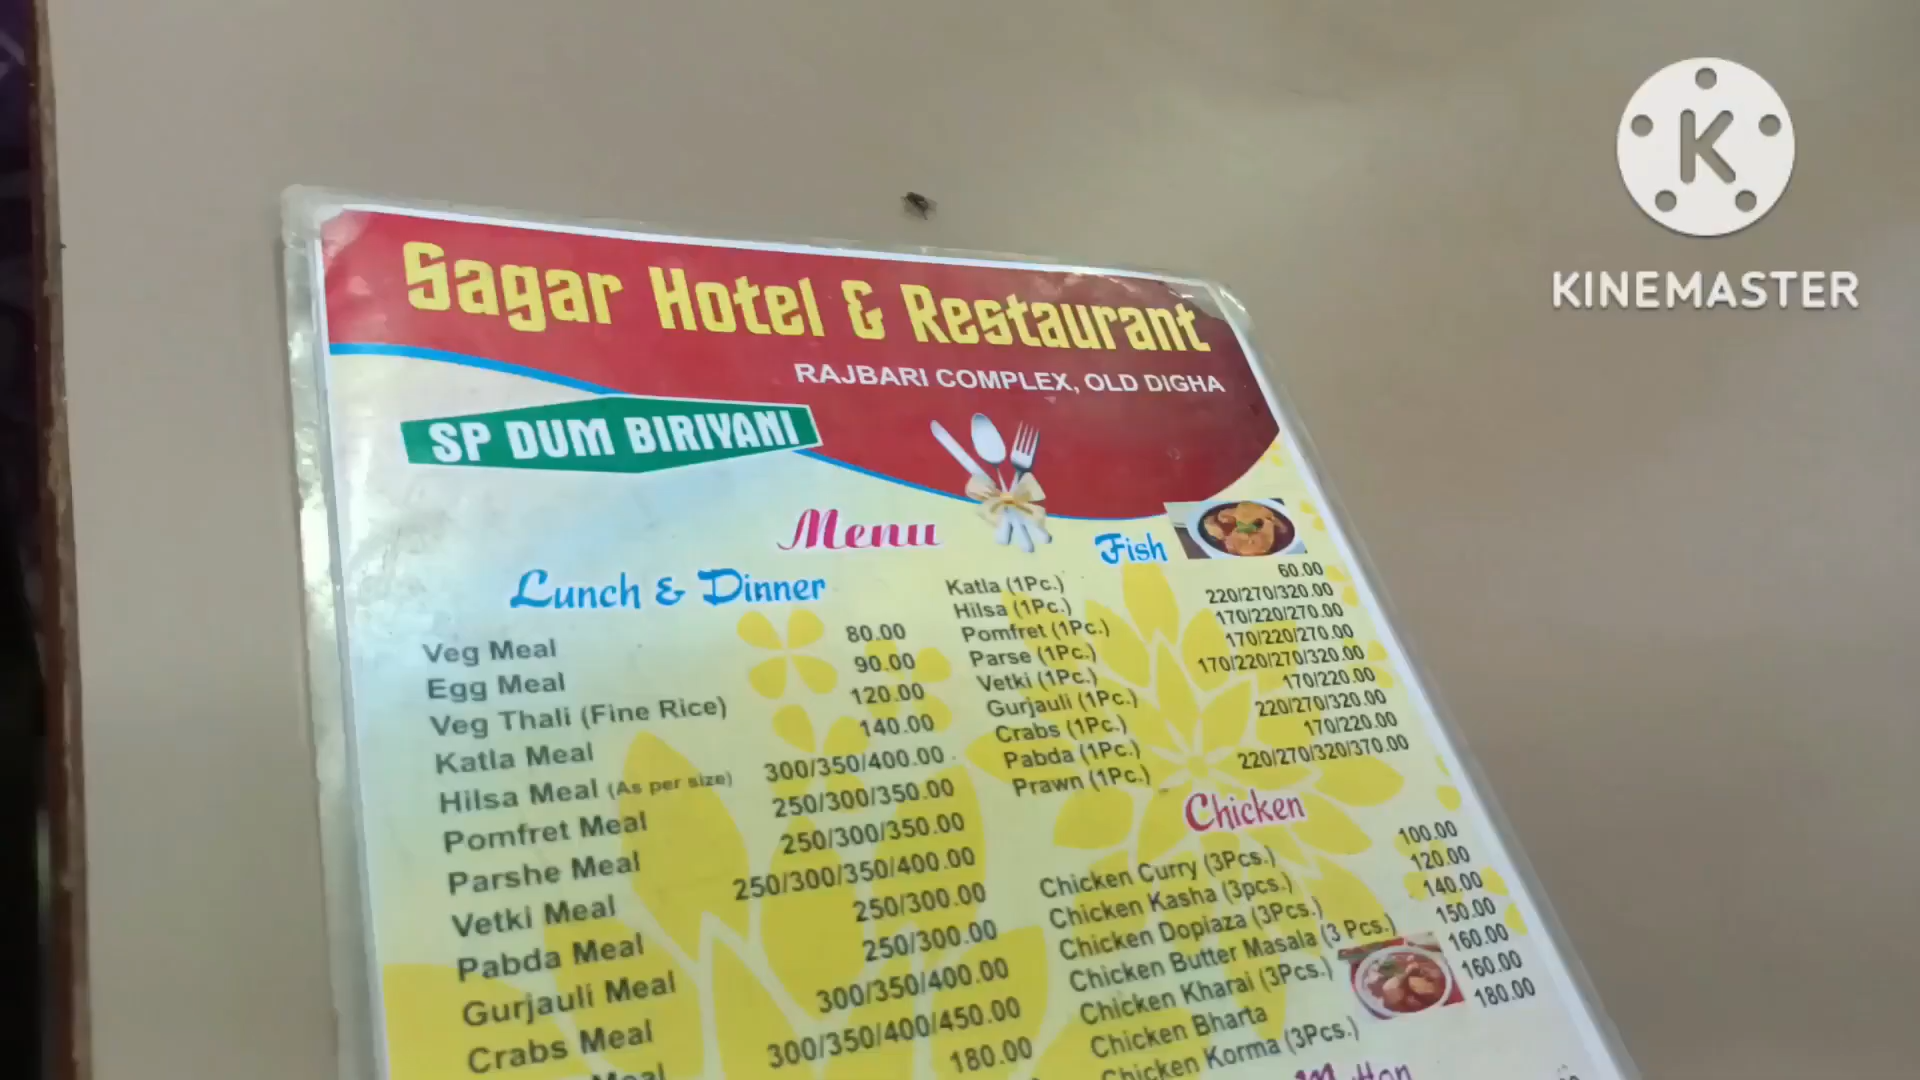 KINEMASTER
Sagar Hotel & Restaurant
RAJBARI COMPLEX, OLD DIGHA
SP DUM BIRIYANI
Menu
Lunch & Dinner
Veg Meal 80.00
Egg Meal 90.00
Veg Thali (Fine Rice) 120.00
Katla Meal 140.00
Hilsa Meal (As per size) 300/350/400.00
Pomfret Meal 250/300/350.00
Parshe Meal 250/300/350.00
Vetki Meal 250/300/350/400.00
Pabda Meal 250/300.00
Gurjauli Meal 250/300.00
Crabs Meal 300/350/400.00
Meal 300/350/400/450.00
180.00
Fish
Katla (1Pc.) 60.00
Hilsa (1Pc.) 220/270/320.00
Pomfret (1Pc.) 170/220/270.00
Parse (1Pc.) 170/220/270.00
Vetki (1Pc.) 170/220/270/320.00
Gurjauli (1Pc.) 170/220.00
Crabs (1Pc.) 220/270/320.00
Pabda (1Pc.) 170/220.00
Prawn (1Pc.) 220/270/320/370.00
Chicken
Chicken Curry (3Pcs.) 100.00
Chicken Kasha (3pcs.) 120.00
Chicken Dopiaza (3Pcs.) 140.00
Chicken Butter Masala (3 Pcs.) 150.00
Chicken Kharai (3Pcs.) 160.00
Chicken Bharta 160.00
Chicken Korma (3Pcs.) 180.00
Mutton